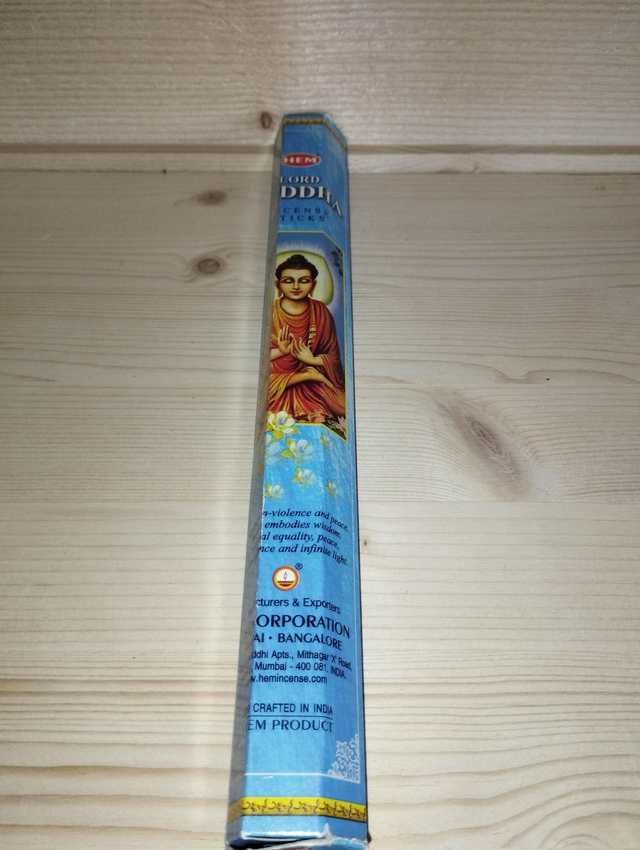 HEM
LORD
DDHA
CENSE
TICKS
n-violence and peace.
embodies wisdom,
al equality, peace,
nce and infinite light.
®
cturers & Exporters
ORPORATION
AI • BANGALORE
ddhi Apts., Mithagar "X" Road,
Mumbai - 400 081. INDIA.
w.hemincense.com
CRAFTED IN INDIA
EM PRODUCT